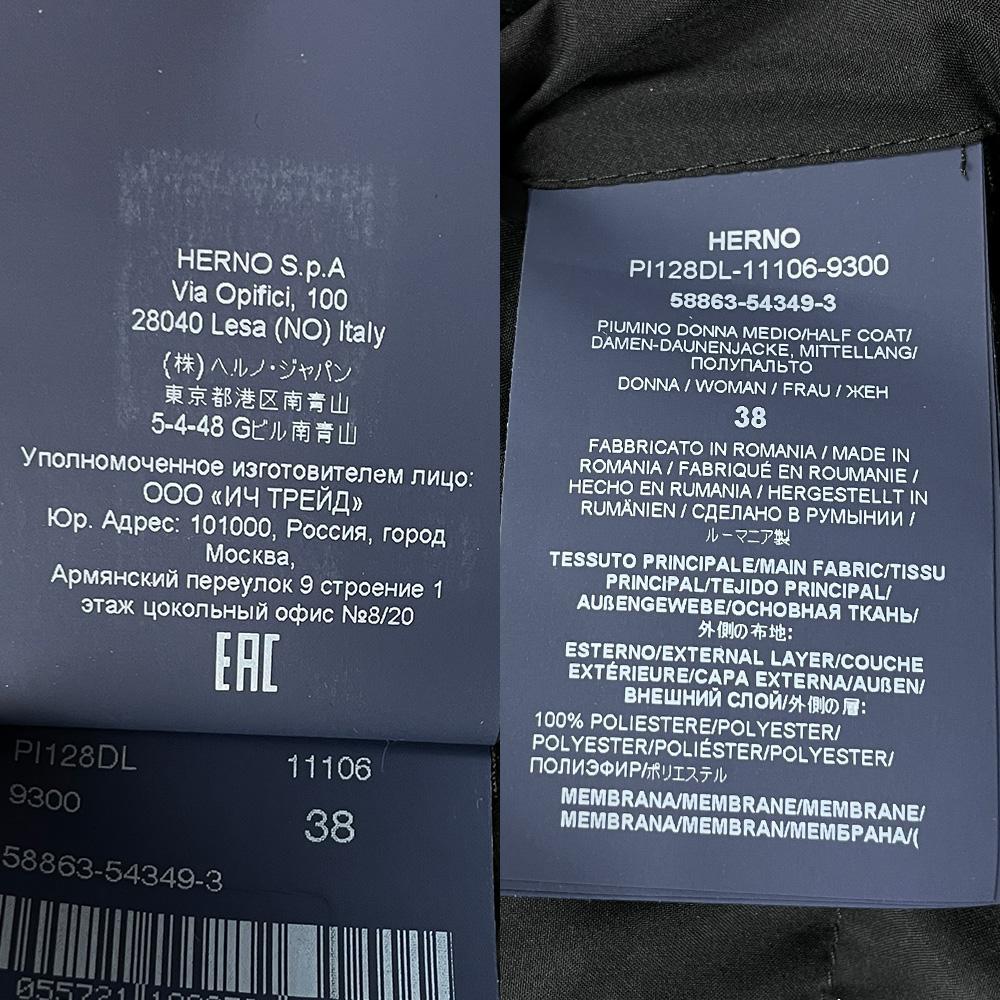 HERNO S.p.A
Via Opifici, 100
28040 Lesa (NO) Italy
(株)ヘルノ・ジャパン
東京都港区南青山
5-4-48 Gビル南青山
Уполномоченное изготовителем лицо:
ООО «ИЧ ТРЕЙД»
Юр. Адрес: 101000, Россия, город
Москва,
Армянский переулок 9 строение 1
этаж цокольный офис №8/20
EAC
PI128DL 11106
9300 38
58863-54349-3
HERNO
PI128DL-11106-9300
58863-54349-3
PIUMINO DONNA MEDIO/HALF COAT/
DAMEN-DAUNENJACKE, MITTELLANG/
ПОЛУПАЛЬТО
DONNA / WOMAN / FRAU / ЖЕН
38
FABBRICATO IN ROMANIA / MADE IN
ROMANIA / FABRIQUÉ EN ROUMANIE /
HECHO EN RUMANIA / HERGESTELLT IN
RUMÄNIEN / СДЕЛАНО В РУМЫНИИ /
ルーマニア製
TESSUTO PRINCIPALE/MAIN FABRIC/TISSU
PRINCIPAL/TEJIDO PRINCIPAL/
AUßENGEWEBE/ОСНОВНАЯ ТКАНЬ/
外側の布地:
ESTERNO/EXTERNAL LAYER/COUCHE
EXTÉRIEURE/CAPA EXTERNA/AUßEN/
ВНЕШНИЙ СЛОЙ/外側の層:
100% POLIESTERE/POLYESTER/
POLYESTER/POLIÉSTER/POLYESTER/
ПОЛИЭФИР/ポリエステル
MEMBRANA/MEMBRANE/MEMBRANE/
MEMBRANA/MEMBRAN/МЕМБРАНА/(